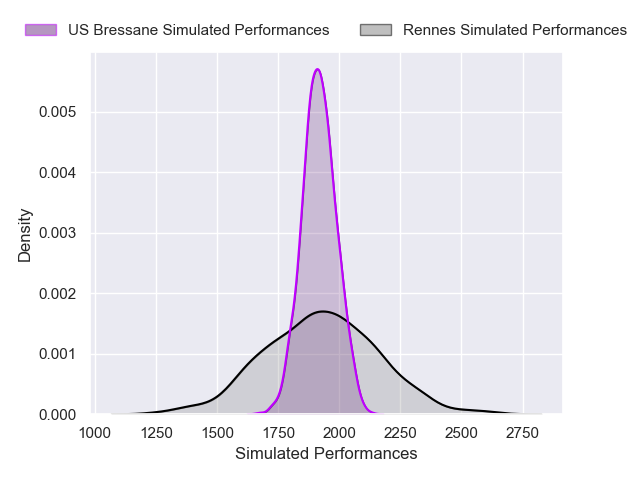 US Bressane Simulated Performances
Rennes Simulated Performances
Density
0.005
0.004
0.003
0.002
0.001
0.000
1000 1250 1500 1750 2000 2250 2500 2750
Simulated Performances